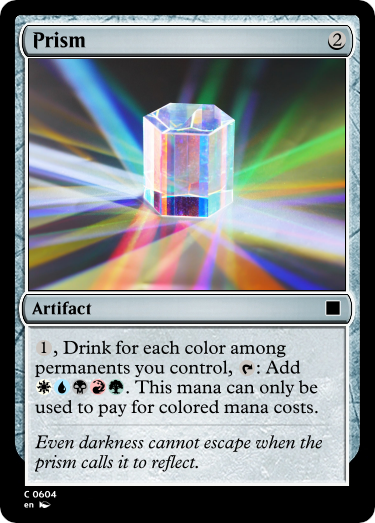 Prism 2
Artifact
1, Drink for each color among
permanents you control, : Add
. This mana can only be
used to pay for colored mana costs.
Even darkness cannot escape when the
prism calls it to reflect.
C 0604
en